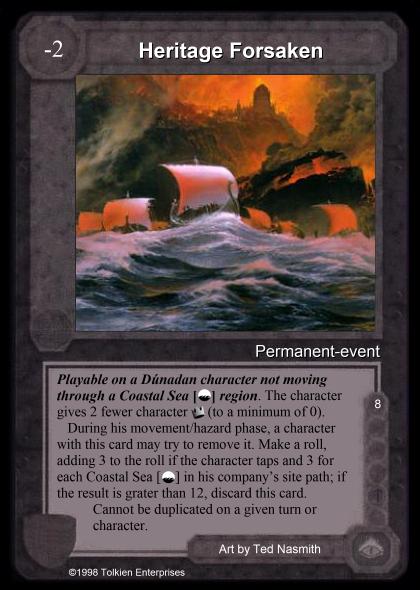 -2
Heritage Forsaken
Permanent-event
Playable on a Dúnadan character not moving
through a Coastal Sea [] region. The character
gives 2 fewer character (to a minimum of 0).
During his movement/hazard phase, a character
with this card may try to remove it. Make a roll,
adding 3 to the roll if the character taps and 3 for
each Coastal Sea [] in his company's site path; if
the result is grater than 12, discard this card.
Cannot be duplicated on a given turn or
character.
8
Art by Ted Nasmith
©1998 Tolkien Enterprises